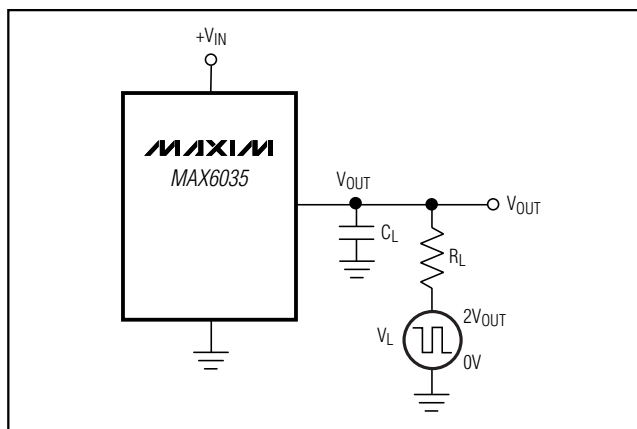 +VIN
MAXIM
MAX6035
VOUT
VOUT
CL
RL
2VOUT
VL
0V